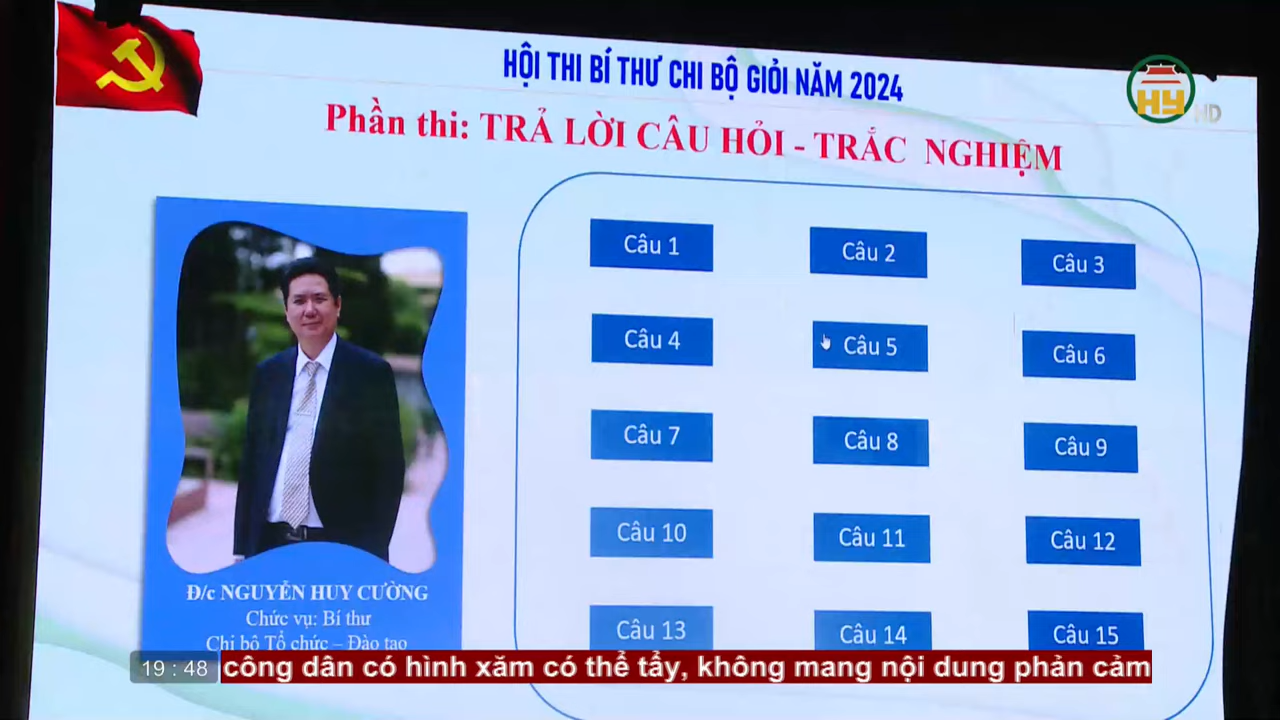 HỘI THI BÍ THƯ CHI BỘ GIỎI NĂM 2024
HY HD
Phần thi: TRẢ LỜI CÂU HỎI - TRẮC NGHIỆM
Câu 1
Câu 2
Câu 3
Câu 4
Câu 5
Câu 6
Câu 7
Câu 8
Câu 9
Câu 10
Câu 11
Câu 12
Câu 13
Câu 14
Câu 15
Đ/c NGUYỄN HUY CƯỜNG
Chức vụ: Bí thư
Chi bộ Tổ chức – Đào tạo
19 : 48 công dân có hình xăm có thể tẩy, không mang nội dung phản cảm